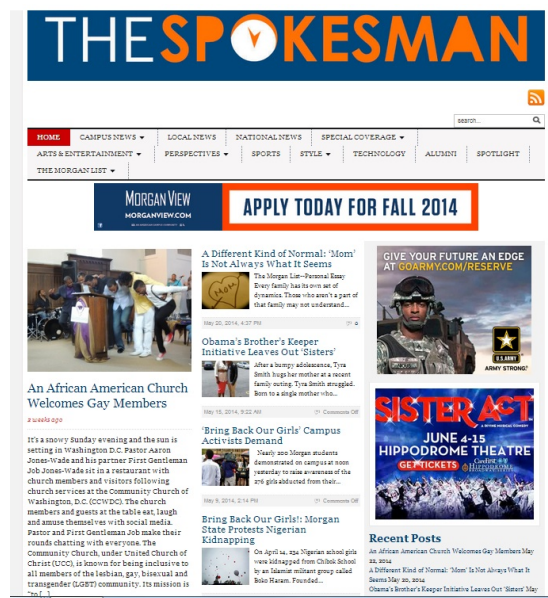 THE SPOKESMAN
search...
HOME CAMPUS NEWS LOCAL NEWS NATIONAL NEWS SPECIAL COVERAGE
ARTS & ENTERTAINMENT PERSPECTIVES SPORTS STYLE TECHNOLOGY ALUMNI SPOTLIGHT
THE MORGAN LIST
MORGAN VIEW
MORGANVIEW.COM
APPLY TODAY FOR FALL 2014
An African American Church
Welcomes Gay Members
2 weeks ago
It's a snowy Sunday evening and the sun is
setting in Washington D.C. Pastor Aaron
Jones-Wade and his partner First Gentleman
Job Jones-Wade sit in a restaurant with
church members and visitors following
church services at the Community Church of
Washington, D.C. (CCWDC). The church
members and guests at the table eat, laugh
and amuse themselves with social media.
Pastor and First Gentleman Job make their
rounds chatting with everyone. The
Community Church, under United Church of
Christ (UCC), is known for being inclusive to
all members of the lesbian, gay, bisexual and
transgender (LGBT) community. Its mission is
"to [...]
A Different Kind of Normal: 'Mom'
Is Not Always What It Seems
MOM
The Morgan List—Personal Essay
Every family has its own set of
dynamics. Those who aren't a part of
that family may not understand...
May 20, 2014, 4:37 PM
0
Obama's Brother's Keeper
Initiative Leaves Out 'Sisters'
After a bumpy adolescence, Tyra
Smith hugs her mother at a recent
family outing. Tyra Smith struggled.
Born to a single mother who...
May 15, 2014, 9:22 AM
Comments Off
'Bring Back Our Girls' Campus
Activists Demand
Nearly 200 Morgan students
demonstrated on campus at noon
yesterday to raise awareness of the
276 girls abducted from their...
May 9, 2014, 2:14 PM
Comments Off
Bring Back Our Girls!: Morgan
State Protests Nigerian
Kidnapping
On April 14, 234 Nigerian school girls
were kidnapped from Chibok School
by an Islamist militant group called
Boko Haram. Founded...
GIVE YOUR FUTURE AN EDGE
AT GOARMY.COM/RESERVE
U.S. ARMY
ARMY STRONG.
SISTER ACT
A DIVINE MUSICAL COMEDY
JUNE 4-15
HIPPODROME THEATRE
GET TICKETS
HIPPODROME
Recent Posts
An African American Church Welcomes Gay Members May
22, 2014
A Different Kind of Normal: 'Mom' Is Not Always What It
Seems May 20, 2014
Obama's Brother's Keeper Initiative Leaves Out 'Sisters' May